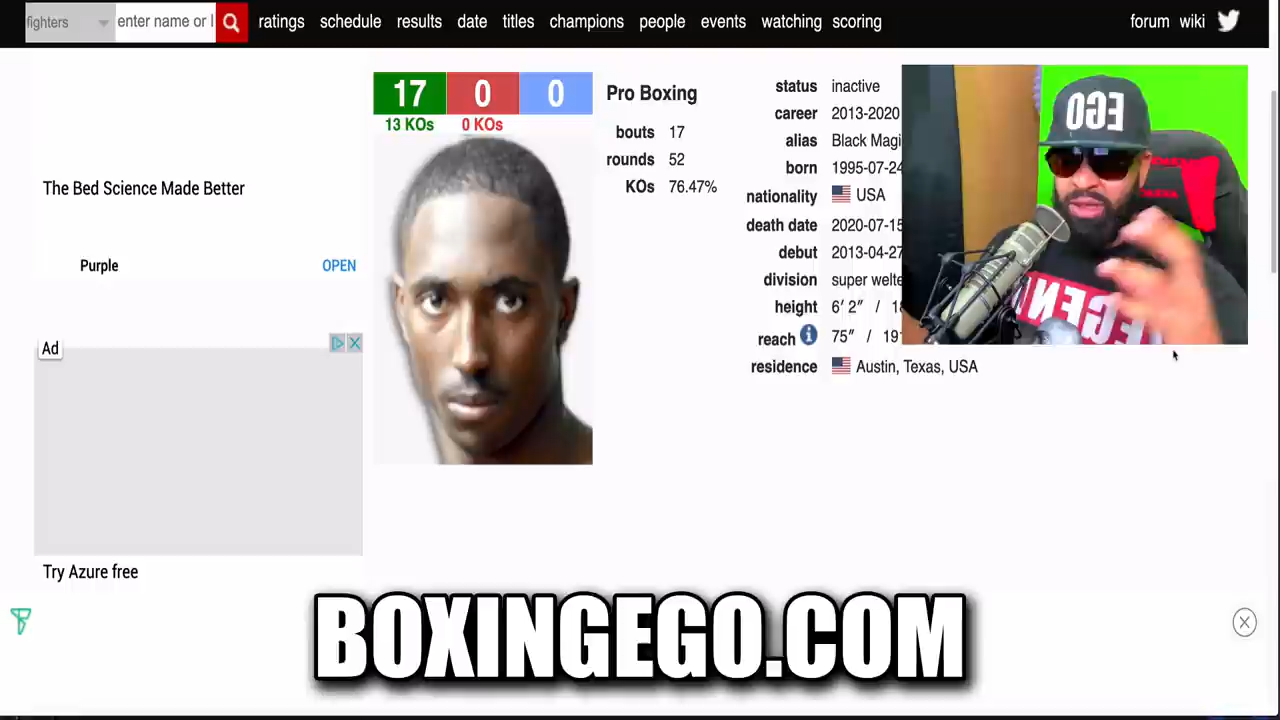 fighters enter name or l ratings schedule results date titles champions people events watching scoring forum wiki
17 0 0
13 KOs 0 KOs
Pro Boxing
bouts 17
rounds 52
KOs 76.47%
status inactive
career 2013-2020
alias Black Magi
born 1995-07-24
nationality USA
death date 2020-07-15
debut 2013-04-27
division super welte
height 6′ 2″ / 18
reach 75″ / 19
residence Austin, Texas, USA
EGO
LEGEN
The Bed Science Made Better
Purple OPEN
Ad
Try Azure free
BOXINGEGO.COM